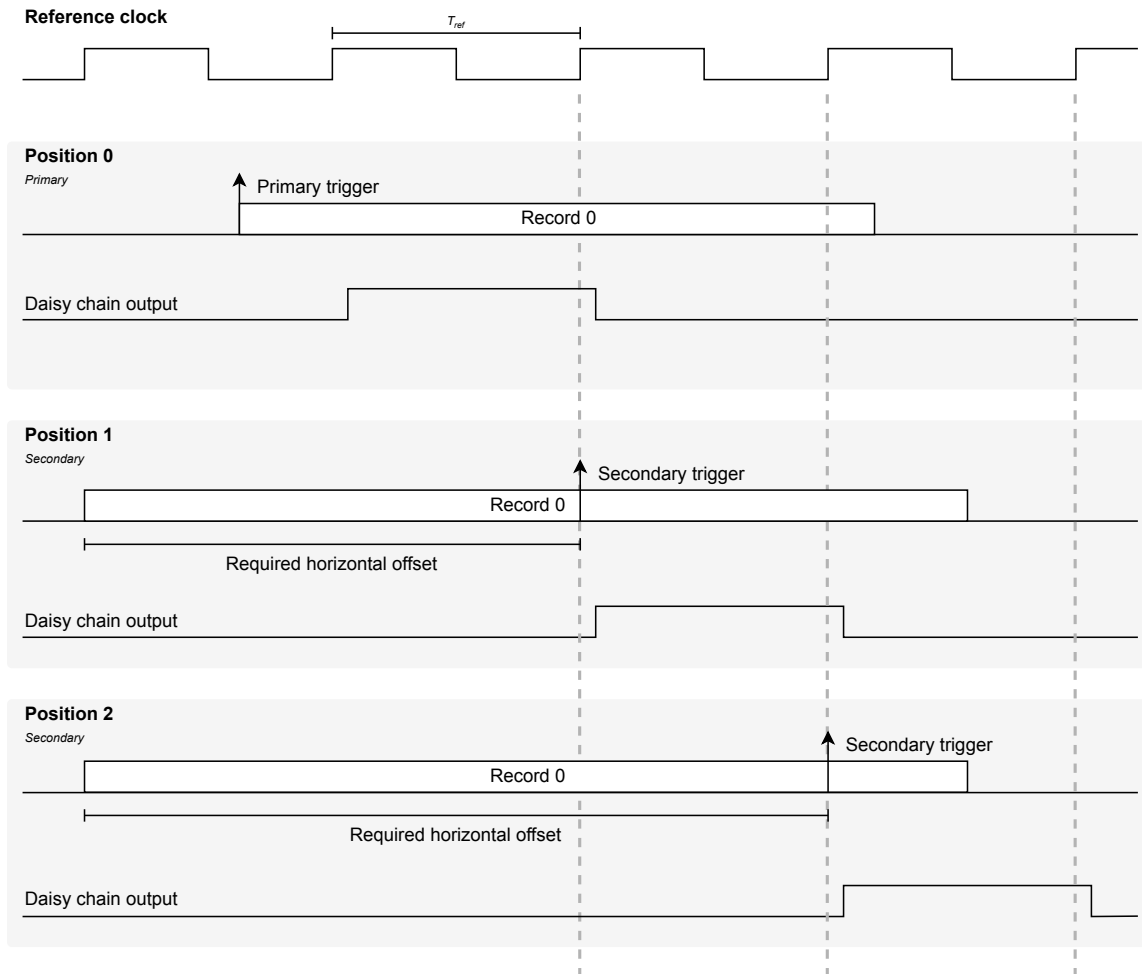 Reference clock
Tref
Position 0
Primary
Primary trigger
Record 0
Daisy chain output
Position 1
Secondary
Secondary trigger
Record 0
Required horizontal offset
Daisy chain output
Position 2
Secondary
Secondary trigger
Record 0
Required horizontal offset
Daisy chain output